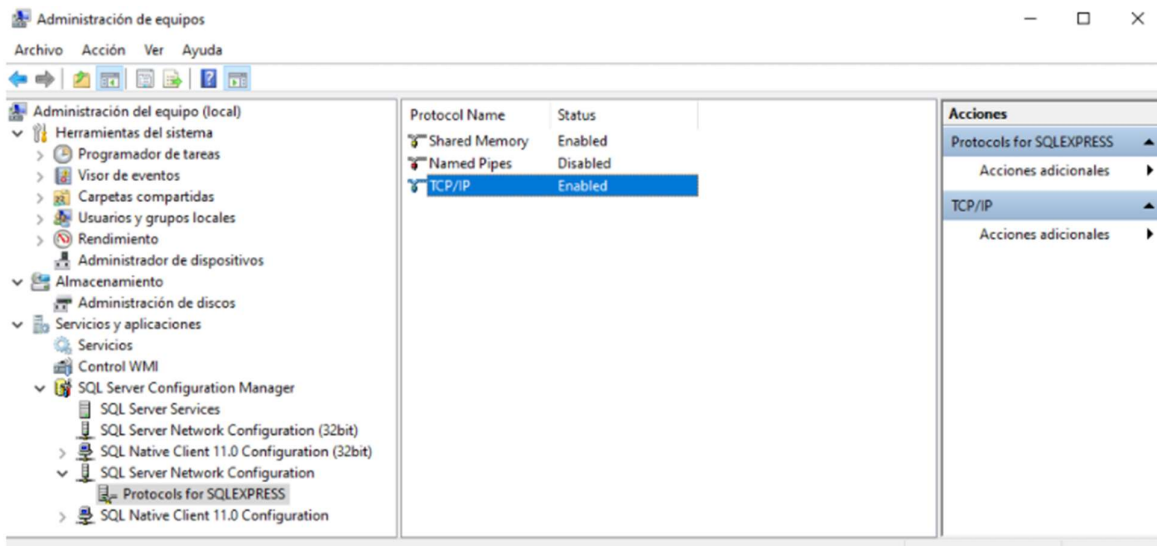 Administración de equipos
Archivo Acción Ver Ayuda
Administración del equipo (local)
Herramientas del sistema
Programador de tareas
Visor de eventos
Carpetas compartidas
Usuarios y grupos locales
Rendimiento
Administrador de dispositivos
Almacenamiento
Administración de discos
Servicios y aplicaciones
Servicios
Control WMI
SQL Server Configuration Manager
SQL Server Services
SQL Server Network Configuration (32bit)
SQL Native Client 11.0 Configuration (32bit)
SQL Server Network Configuration
Protocols for SQLEXPRESS
SQL Native Client 11.0 Configuration
Protocol Name Status
Shared Memory Enabled
Named Pipes Disabled
TCP/IP Enabled
Acciones
Protocols for SQLEXPRESS
Acciones adicionales
TCP/IP
Acciones adicionales